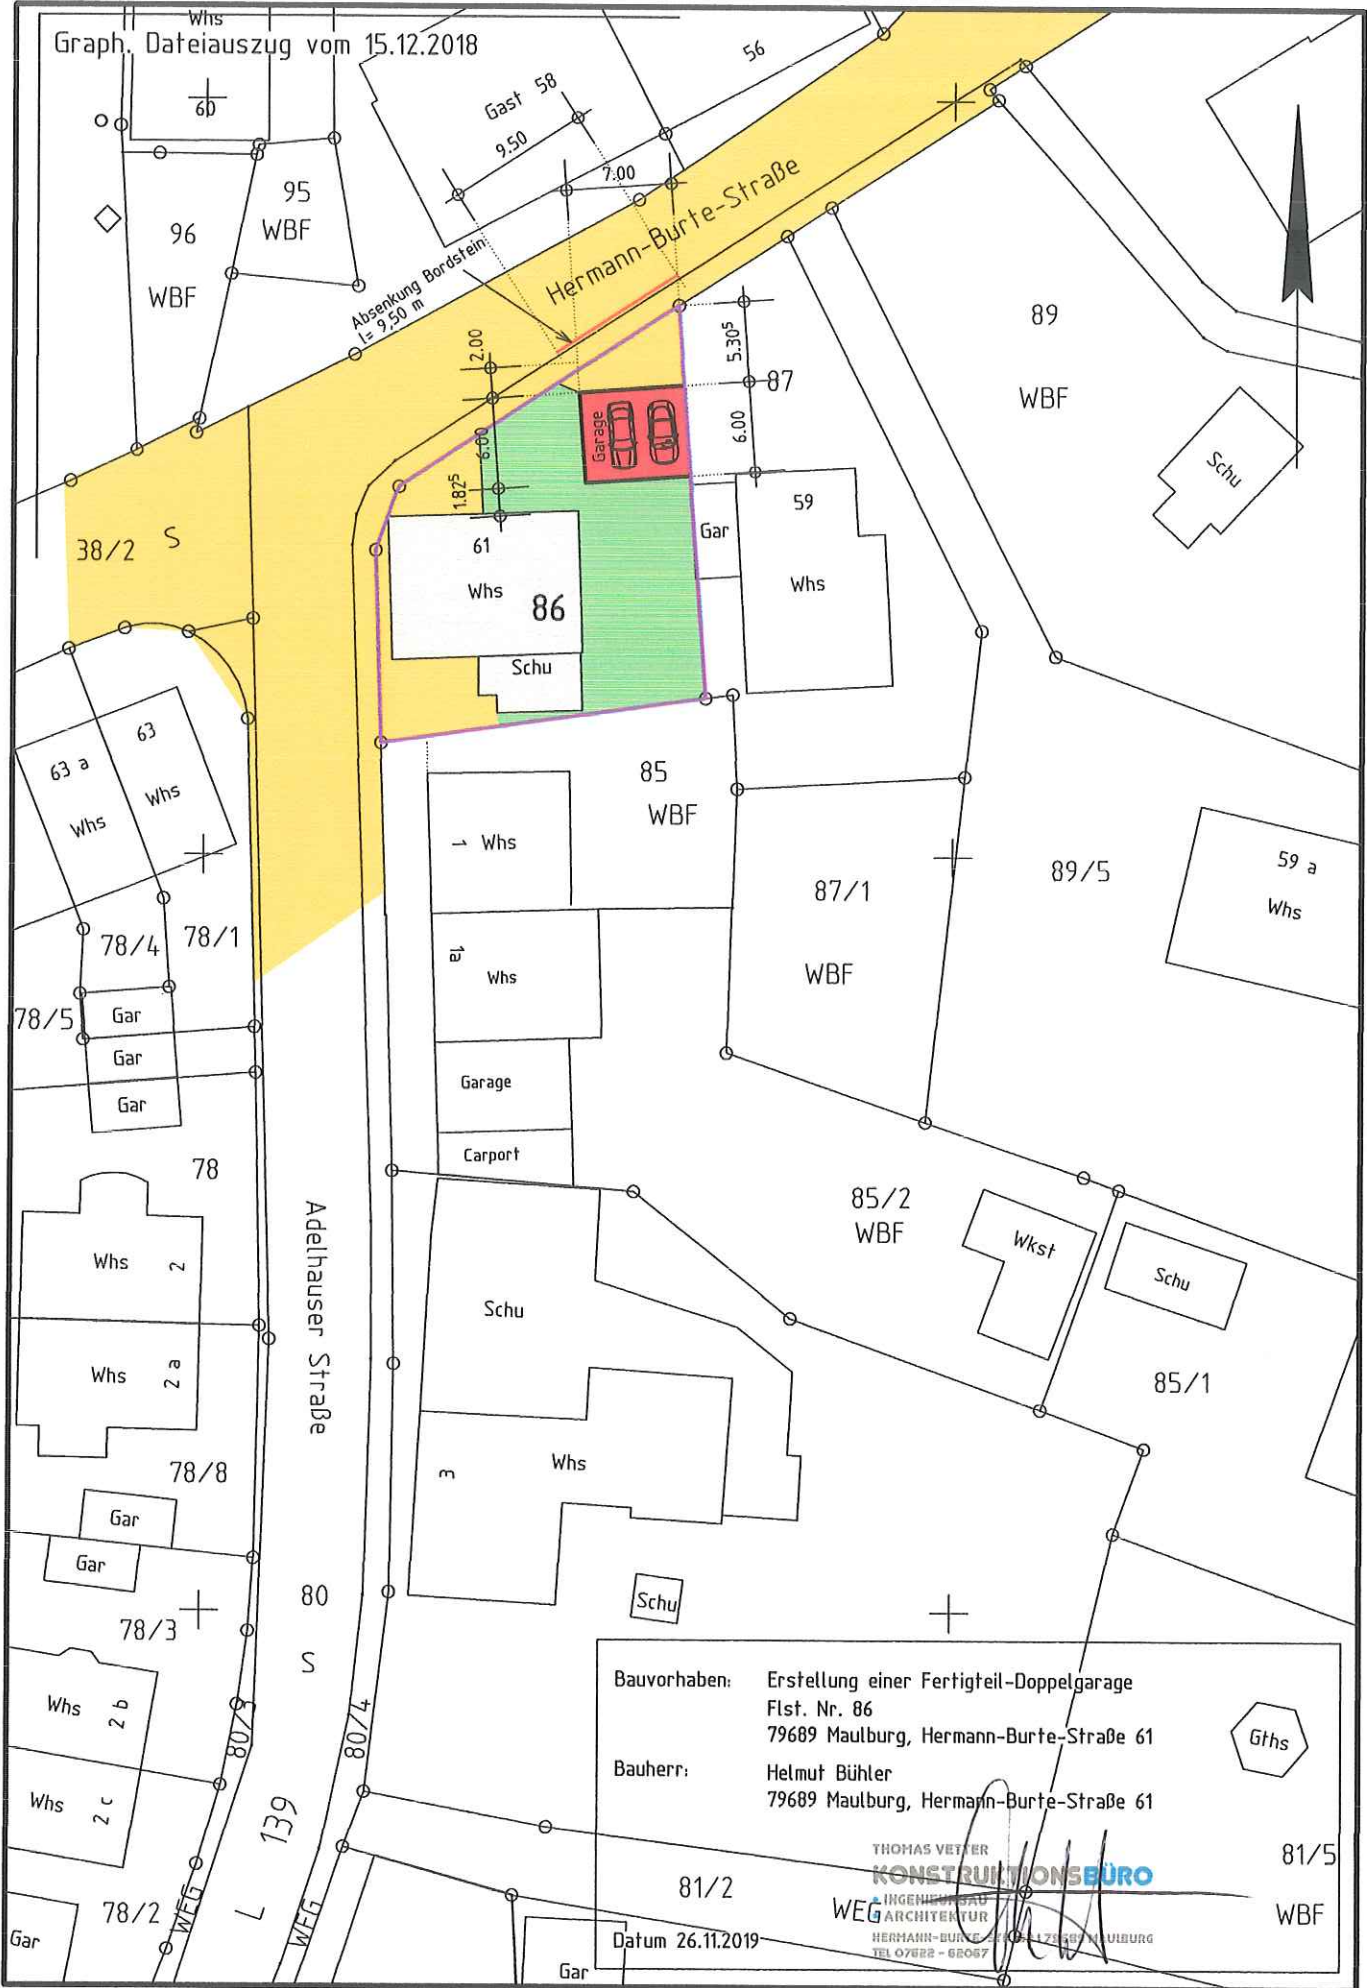 Whs
Graph. Dateiauszug vom 15.12.2018
60
Gast 58
56
9.50
7.00
95
WBF
96
WBF
Hermann-Burte-Straße
Absenkung Bordstein
l= 9,50 m
2.00
5.30⁵
87
89
WBF
6.00
Garage
6.00
1.82⁵
Schu
59
Gar
Whs
38/2
S
61
Whs
86
Schu
63
Whs
63 a
Whs
85
WBF
1
Whs
87/1
WBF
89/5
59 a
Whs
78/4
78/1
1a
Whs
78/5
Gar
Gar
Gar
Garage
Carport
78
85/2
WBF
Wkst
Schu
Whs
2
Adelhauser Straße
Schu
Whs
2 a
85/1
78/8
3
Whs
Gar
Gar
80
Schu
78/3
S
Whs
2 b
80/3
80/4
Whs
2 c
139
L
78/2
WEG
WEG
Gar
Bauvorhaben: Erstellung einer Fertigteil-Doppelgarage
Flst. Nr. 86
79689 Maulburg, Hermann-Burte-Straße 61
Gths
Bauherr: Helmut Bühler
79689 Maulburg, Hermann-Burte-Straße 61
THOMAS VETTER
KONSTRUKTIONSBÜRO
INGENIEURBAU
ARCHITEKTUR
TEL 07622 - 62067
81/2
WEG
81/5
WBF
Datum 26.11.2019
Gar